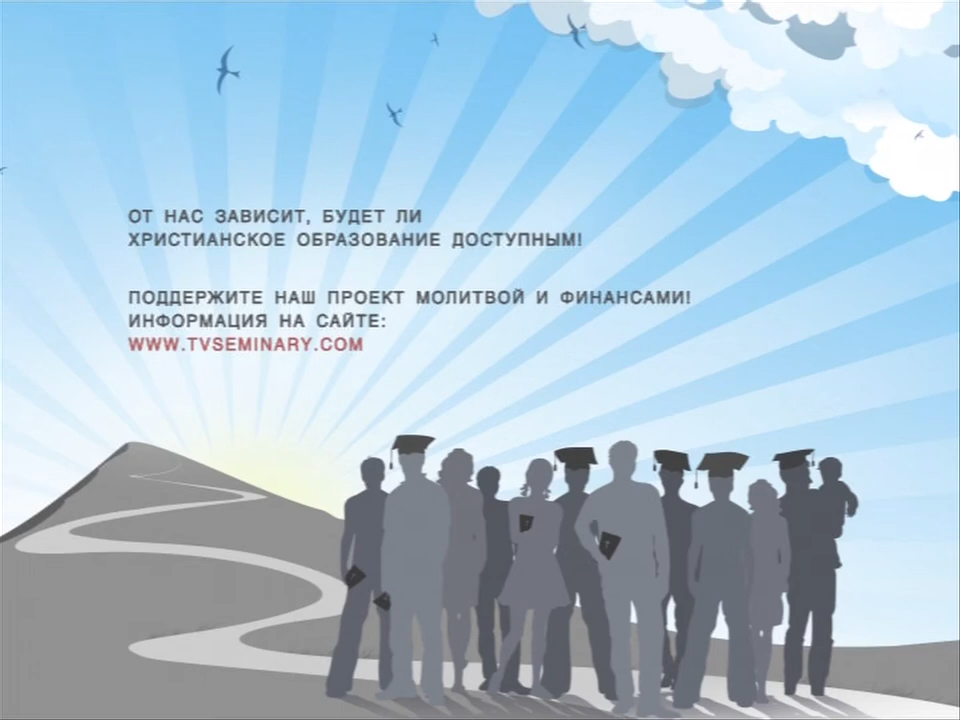 ОТ НАС ЗАВИСИТ, БУДЕТ ЛИ
ХРИСТИАНСКОЕ ОБРАЗОВАНИЕ ДОСТУПНЫМ!
ПОДДЕРЖИТЕ НАШ ПРОЕКТ МОЛИТВОЙ И ФИНАНСАМИ!
ИНФОРМАЦИЯ НА САЙТЕ:
WWW.TVSEMINARY.COM